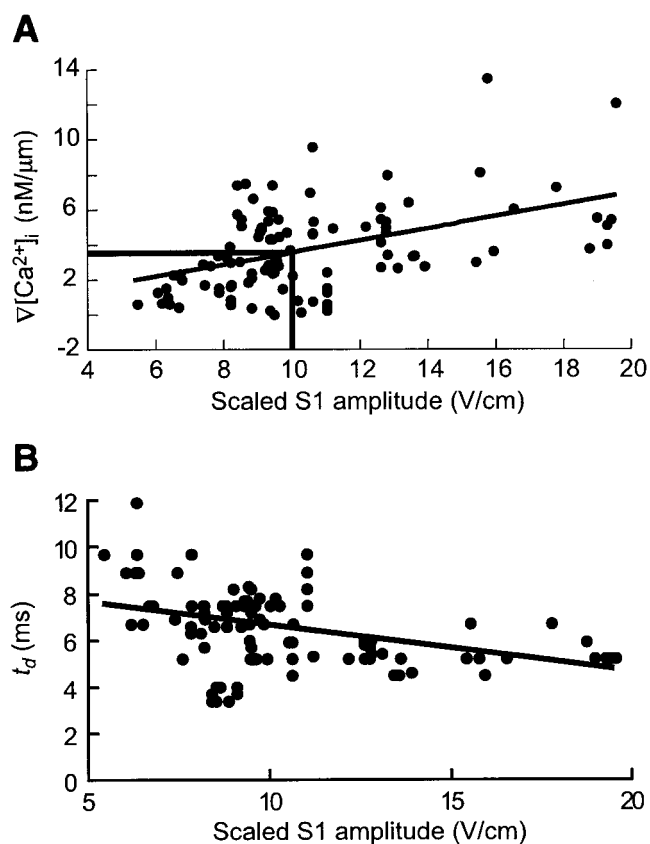 A
∇[Ca²⁺]ᵢ (nM/μm)
14
10
6
2
-2
4 6 8 10 12 14 16 18 20
Scaled S1 amplitude (V/cm)
B
t_d (ms)
12
10
8
6
4
2
0
5 10 15 20
Scaled S1 amplitude (V/cm)